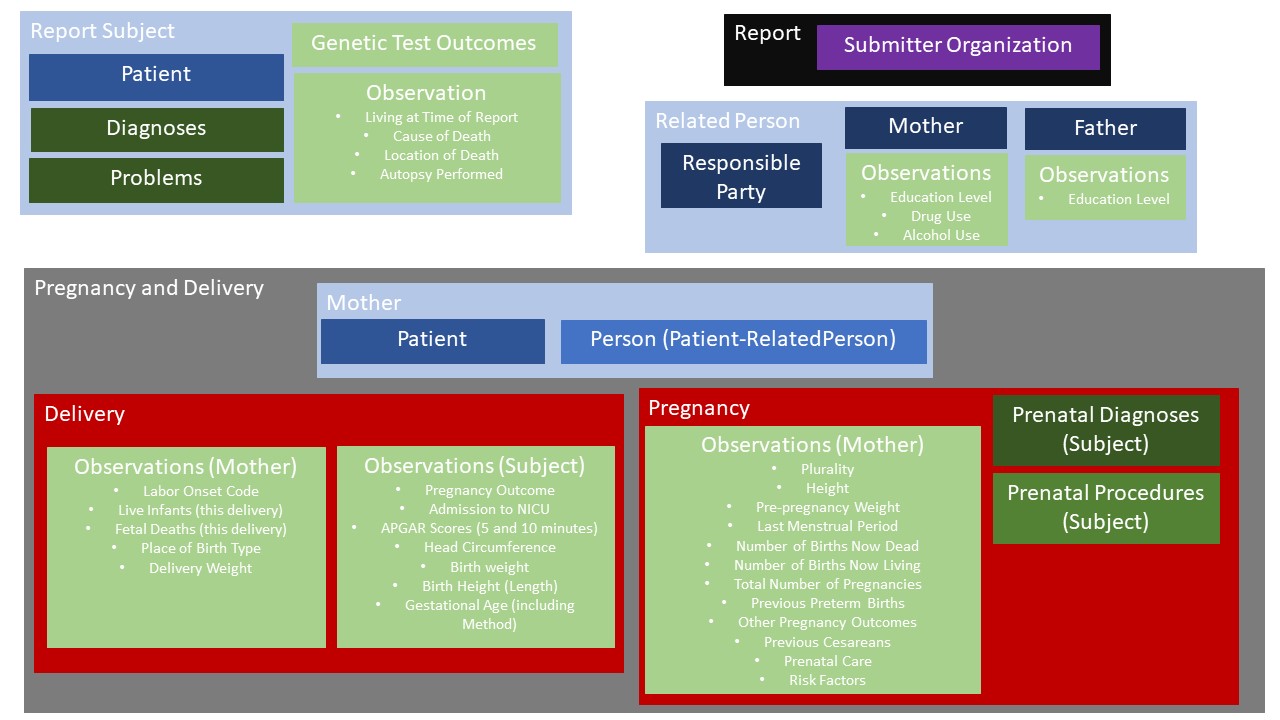 Report Subject
Patient
Diagnoses
Problems
Genetic Test Outcomes
Observation
• Living at Time of Report
• Cause of Death
• Location of Death
• Autopsy Performed
Report
Submitter Organization
Related Person
Responsible
Party
Mother
Observations
• Education Level
• Drug Use
• Alcohol Use
Father
Observations
• Education Level
Pregnancy and Delivery
Mother
Patient
Person (Patient-RelatedPerson)
Delivery
Observations (Mother)
• Labor Onset Code
• Live Infants (this delivery)
• Fetal Deaths (this delivery)
• Place of Birth Type
• Delivery Weight
Observations (Subject)
• Pregnancy Outcome
• Admission to NICU
• APGAR Scores (5 and 10 minutes)
• Head Circumference
• Birth weight
• Birth Height (Length)
• Gestational Age (including
Method)
Pregnancy
Observations (Mother)
• Plurality
• Height
• Pre-pregnancy Weight
• Last Menstrual Period
• Number of Births Now Dead
• Number of Births Now Living
• Total Number of Pregnancies
• Previous Preterm Births
• Other Pregnancy Outcomes
• Previous Cesareans
• Prenatal Care
• Risk Factors
Prenatal Diagnoses
(Subject)
Prenatal Procedures
(Subject)